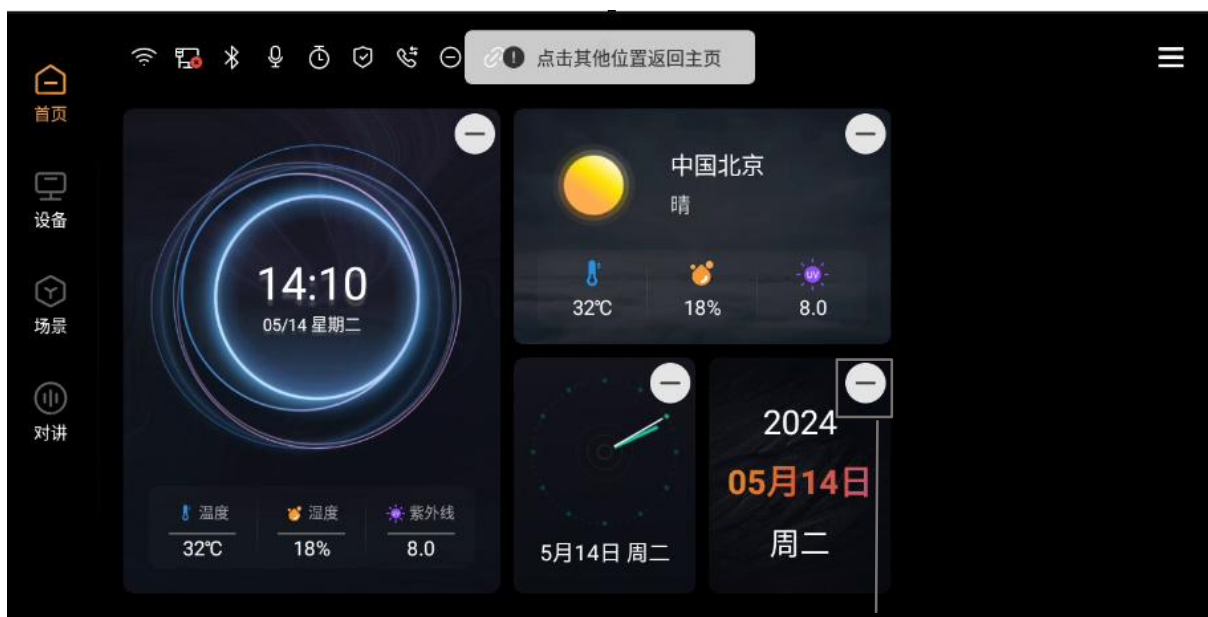 点击其他位置返回主页
首页
设备
场景
对讲
14:10
05/14 星期二
温度
湿度
紫外线
32℃
18%
8.0
中国北京
晴
UV
32℃
18%
8.0
5月14日 周二
2024
05月14日
周二